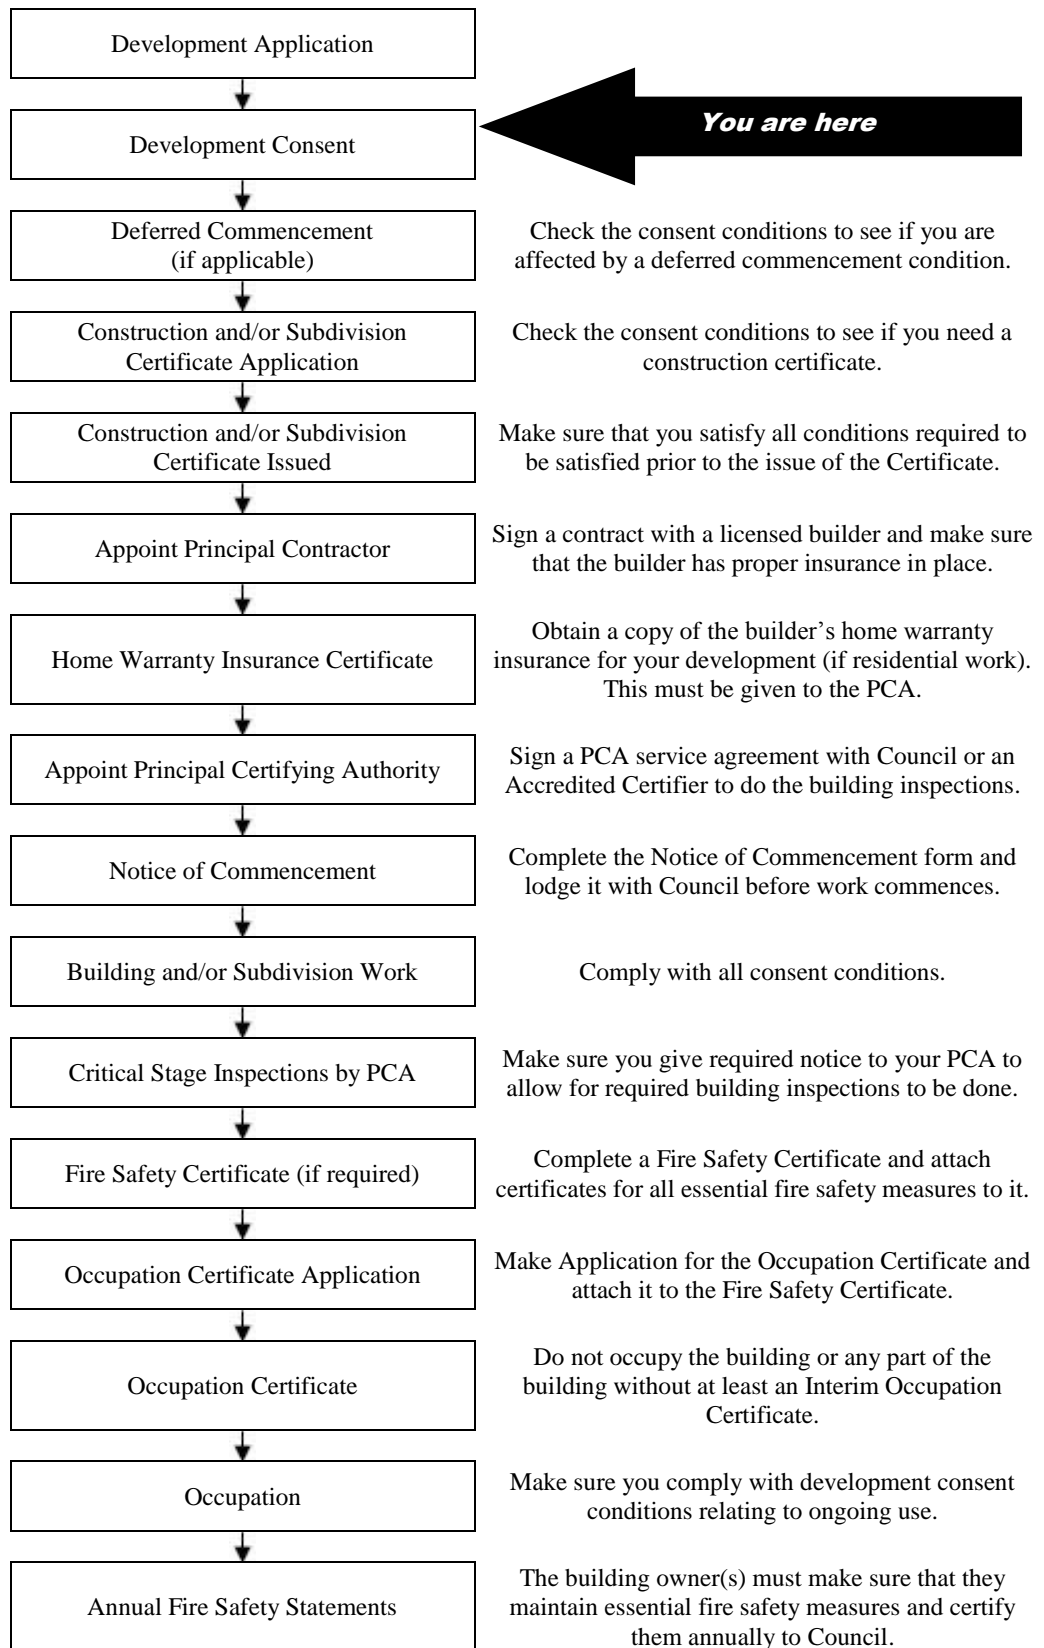 Development Application
Development Consent
You are here
Deferred Commencement
(if applicable)
Check the consent conditions to see if you are
affected by a deferred commencement condition.
Construction and/or Subdivision
Certificate Application
Check the consent conditions to see if you need a
construction certificate.
Construction and/or Subdivision
Certificate Issued
Make sure that you satisfy all conditions required to
be satisfied prior to the issue of the Certificate.
Appoint Principal Contractor
Sign a contract with a licensed builder and make sure
that the builder has proper insurance in place.
Home Warranty Insurance Certificate
Obtain a copy of the builder’s home warranty
insurance for your development (if residential work).
This must be given to the PCA.
Appoint Principal Certifying Authority
Sign a PCA service agreement with Council or an
Accredited Certifier to do the building inspections.
Notice of Commencement
Complete the Notice of Commencement form and
lodge it with Council before work commences.
Building and/or Subdivision Work
Comply with all consent conditions.
Critical Stage Inspections by PCA
Make sure you give required notice to your PCA to
allow for required building inspections to be done.
Fire Safety Certificate (if required)
Complete a Fire Safety Certificate and attach
certificates for all essential fire safety measures to it.
Occupation Certificate Application
Make Application for the Occupation Certificate and
attach it to the Fire Safety Certificate.
Occupation Certificate
Do not occupy the building or any part of the
building without at least an Interim Occupation
Certificate.
Occupation
Make sure you comply with development consent
conditions relating to ongoing use.
Annual Fire Safety Statements
The building owner(s) must make sure that they
maintain essential fire safety measures and certify
them annually to Council.